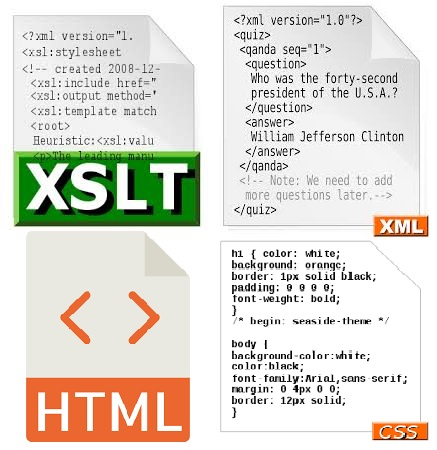 <?xml version="1.
<xsl:stylesheet
<!-- created 2008-12-
<xsl:include href="
<xsl:output method='
<xsl:template match
<root>
Heuristic:<xsl:valu
<p>The leading manu
XSLT
<?xml version="1.0"?>
<quiz>
<qanda seq="1">
<question>
Who was the forty-second
president of the U.S.A.?
</question>
<answer>
William Jefferson Clinton
</answer>
</qanda>
<!-- Note: We need to add
more questions later.-->
</quiz>
XML
HTML
h1 { color: white;
background: orange;
border: 1px solid black;
padding: 0 0 0 0;
font-weight: bold;
}
/* begin: seaside-theme */
body {
background-color:white;
color:black;
font-family:Arial,sans-serif;
margin: 0 4px 0 0;
border: 12px solid;
}
CSS